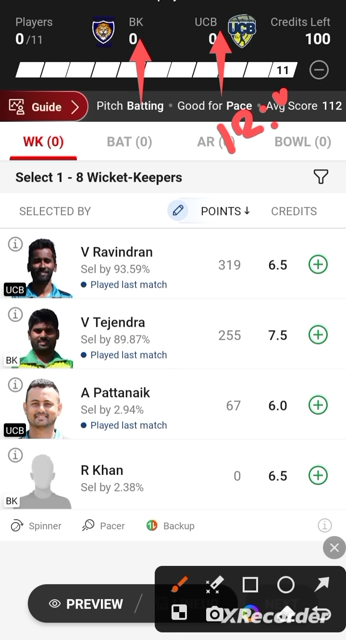 Players
BK
UCB
Credits Left
0/11
0
0
100
UCB
11
Guide
Pitch Batting • Good for Pace • Avg Score 112
12:
WK (0)
BAT (0)
AR (0)
BOWL (0)
Select 1 - 8 Wicket-Keepers
SELECTED BY
POINTS↓
CREDITS
V Ravindran
Sel by 93.59%
319
6.5
UCB
Played last match
V Tejendra
Sel by 89.87%
255
7.5
BK
Played last match
A Pattanaik
Sel by 2.94%
67
6.0
UCB
Played last match
R Khan
Sel by 2.38%
0
6.5
BK
Spinner
Pacer
Backup
PREVIEW
XRecorder